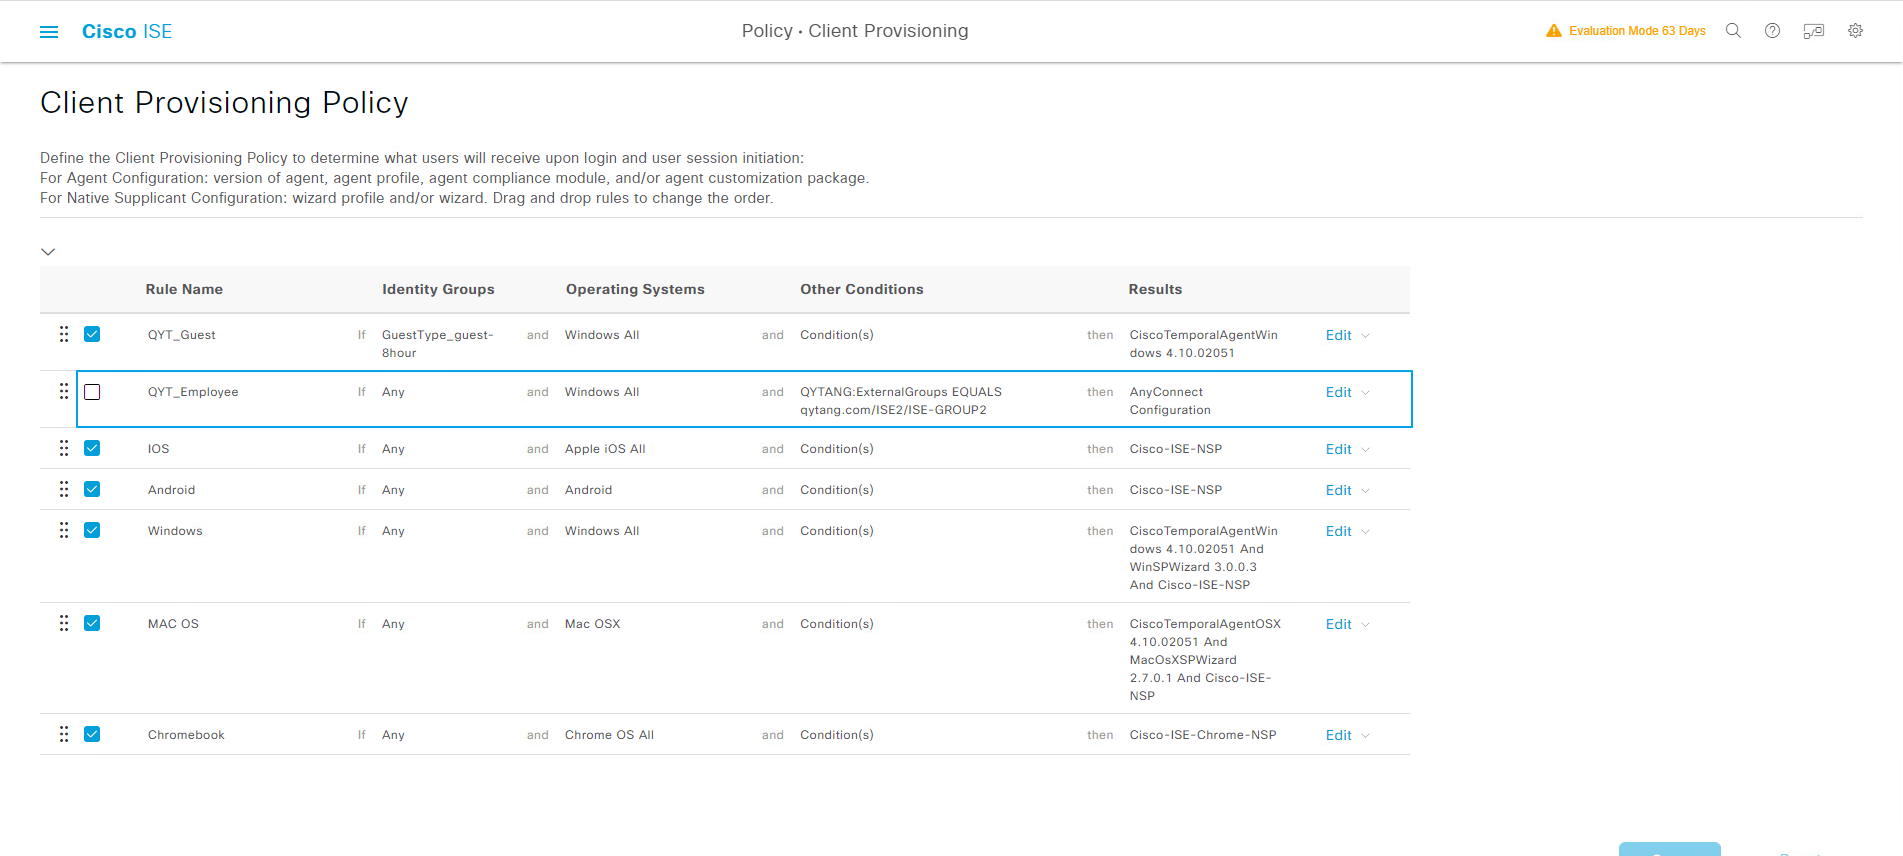 Cisco ISE
Policy · Client Provisioning
Evaluation Mode 63 Days
Client Provisioning Policy
Define the Client Provisioning Policy to determine what users will receive upon login and user session initiation:
For Agent Configuration: version of agent, agent profile, agent compliance module, and/or agent customization package.
For Native Supplicant Configuration: wizard profile and/or wizard. Drag and drop rules to change the order.
Rule Name Identity Groups Operating Systems Other Conditions Results
QYT_Guest If GuestType_guest- and Windows All and Condition(s) then CiscoTemporalAgentWin Edit
8hour dows 4.10.02051
QYT_Employee If Any and Windows All and QYTANG:ExternalGroups EQUALS then AnyConnect Edit
qytang.com/ISE2/ISE-GROUP2 Configuration
IOS If Any and Apple iOS All and Condition(s) then Cisco-ISE-NSP Edit
Android If Any and Android and Condition(s) then Cisco-ISE-NSP Edit
Windows If Any and Windows All and Condition(s) then CiscoTemporalAgentWin Edit
dows 4.10.02051 And
WinSPWizard 3.0.0.3
And Cisco-ISE-NSP
MAC OS If Any and Mac OSX and Condition(s) then CiscoTemporalAgentOSX Edit
4.10.02051 And
MacOsXSPWizard
2.7.0.1 And Cisco-ISE-
NSP
Chromebook If Any and Chrome OS All and Condition(s) then Cisco-ISE-Chrome-NSP Edit